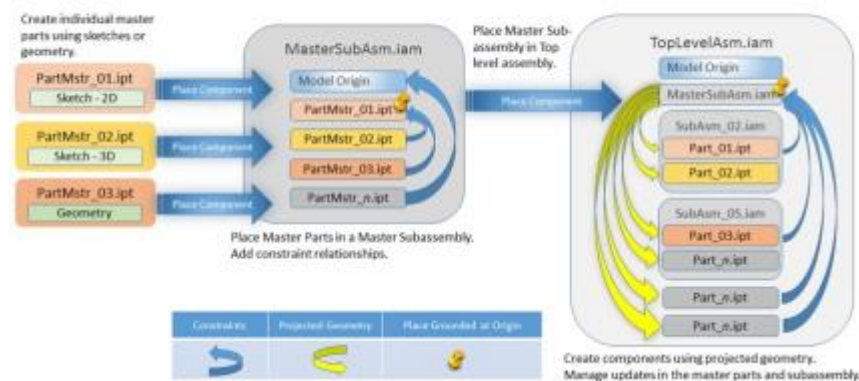 Create individual master
parts using sketches or
geometry.
PartMstr_01.ipt
Sketch - 2D
PartMstr_02.ipt
Sketch - 3D
PartMstr_03.ipt
Geometry
Place Component
Place Component
Place Component
MasterSubAsm.iam
Model Origin
PartMstr_01.ipt
PartMstr_02.ipt
PartMstr_03.ipt
PartMstr_n.ipt
Place Master Parts in a Master Subassembly.
Add constraint relationships.
Place Master Sub-
assembly in Top
level assembly.
Place Component
TopLevelAsm.iam
Model Origin
MasterSubAsm.iam
SubAsm_02.iam
Part_01.ipt
Part_02.ipt
SubAsm_05.iam
Part_03.ipt
Part_n.ipt
Part_n.ipt
Part_n.ipt
Create components using projected geometry.
Manage updates in the master parts and subassembly.
Constraints
Projected Geometry
Place Grounded at Origin